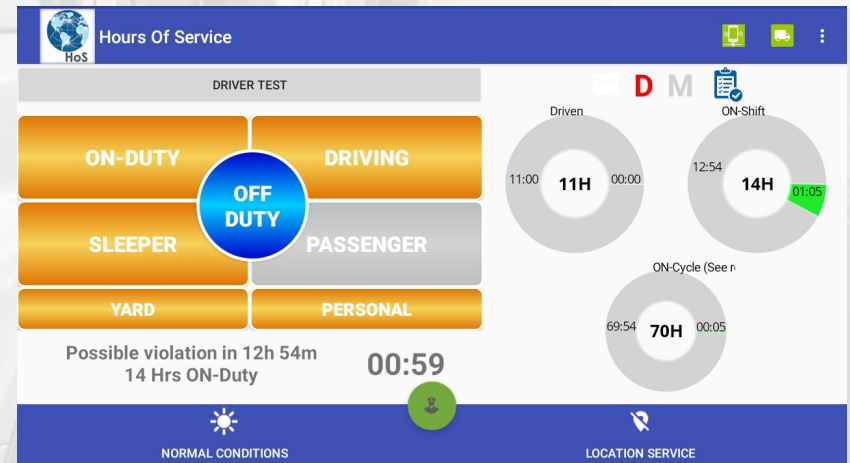 HoS
Hours Of Service
DRIVER TEST
ON-DUTY
DRIVING
OFF
DUTY
SLEEPER
PASSENGER
YARD
PERSONAL
Possible violation in 12h 54m
14 Hrs ON-Duty
00:59
D M
Driven
11:00
11H
00:00
ON-Shift
12:54
14H
01:05
ON-Cycle (See r
69:54
70H
00:05
NORMAL CONDITIONS
LOCATION SERVICE